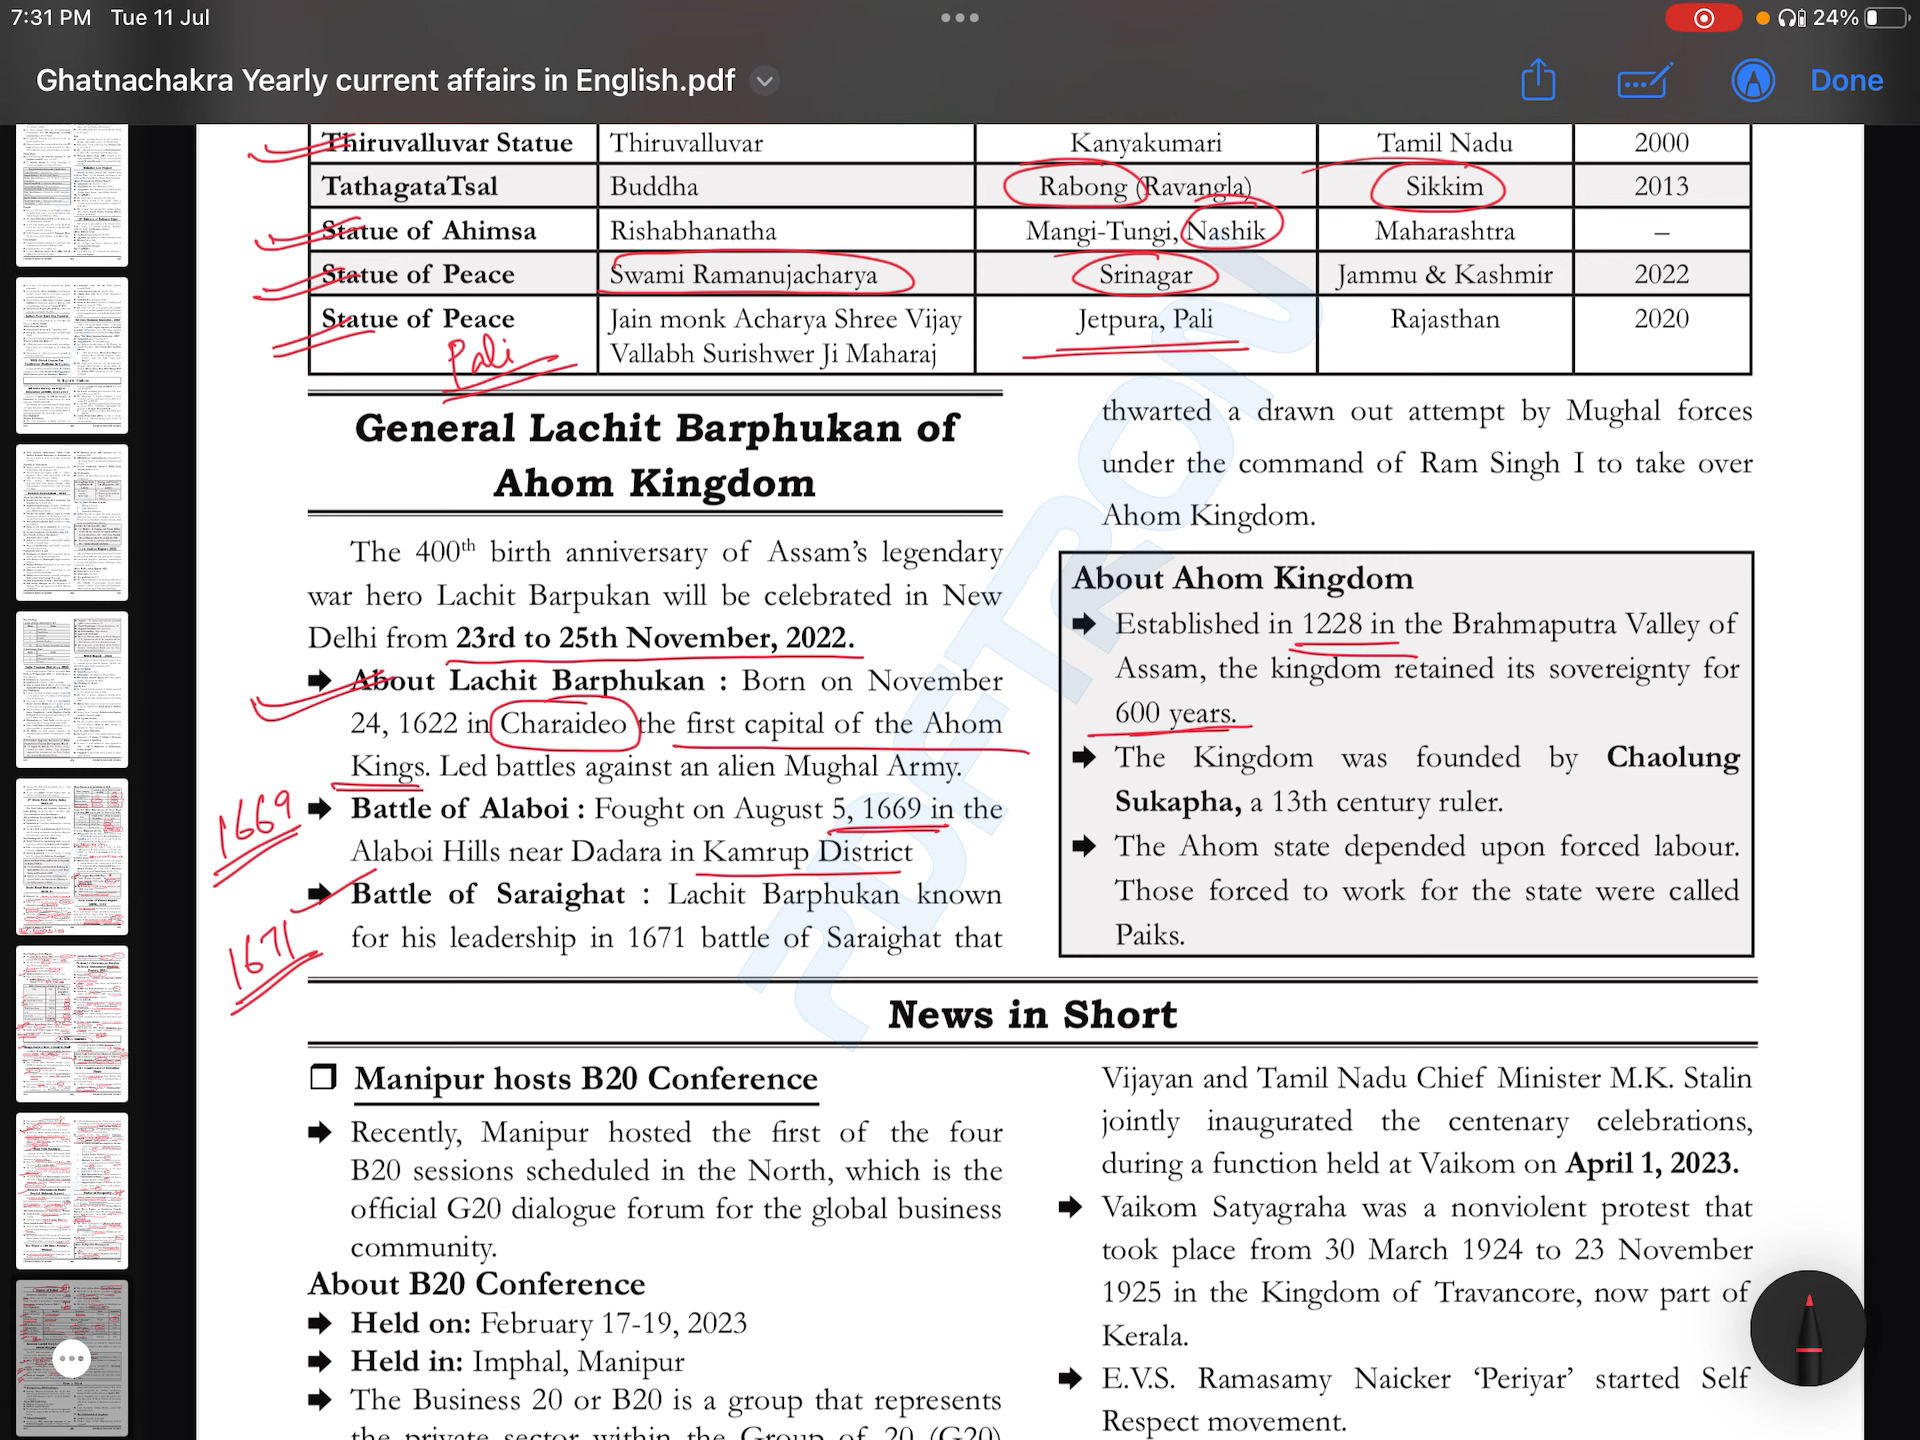 7:31 PM Tue 11 Jul
24%
Ghatnachakra Yearly current affairs in English.pdf
Done
Thiruvalluvar Statue Thiruvalluvar Kanyakumari Tamil Nadu 2000
TathagataTsal Buddha Rabong (Ravangla) Sikkim 2013
Statue of Ahimsa Rishabhanatha Mangi-Tungi, Nashik Maharashtra –
Statue of Peace Swami Ramanujacharya Srinagar Jammu & Kashmir 2022
Statue of Peace Jain monk Acharya Shree Vijay Jetpura, Pali Rajasthan 2020
Vallabh Surishwer Ji Maharaj
Pali
General Lachit Barphukan of
Ahom Kingdom
The 400th birth anniversary of Assam’s legendary
war hero Lachit Barpukan will be celebrated in New
Delhi from 23rd to 25th November, 2022.
About Lachit Barphukan : Born on November
24, 1622 in Charaideo the first capital of the Ahom
Kings. Led battles against an alien Mughal Army.
1669
Battle of Alaboi : Fought on August 5, 1669 in the
Alaboi Hills near Dadara in Kamrup District
Battle of Saraighat : Lachit Barphukan known
for his leadership in 1671 battle of Saraighat that
1671
thwarted a drawn out attempt by Mughal forces
under the command of Ram Singh I to take over
Ahom Kingdom.
About Ahom Kingdom
Established in 1228 in the Brahmaputra Valley of
Assam, the kingdom retained its sovereignty for
600 years.
The Kingdom was founded by Chaolung
Sukapha, a 13th century ruler.
The Ahom state depended upon forced labour.
Those forced to work for the state were called
Paiks.
PDFTRON
News in Short
Manipur hosts B20 Conference
Recently, Manipur hosted the first of the four
B20 sessions scheduled in the North, which is the
official G20 dialogue forum for the global business
community.
About B20 Conference
Held on: February 17-19, 2023
Held in: Imphal, Manipur
The Business 20 or B20 is a group that represents
the private sector within the Group of 20 (G20)
Vijayan and Tamil Nadu Chief Minister M.K. Stalin
jointly inaugurated the centenary celebrations,
during a function held at Vaikom on April 1, 2023.
Vaikom Satyagraha was a nonviolent protest that
took place from 30 March 1924 to 23 November
1925 in the Kingdom of Travancore, now part of
Kerala.
E.V.S. Ramasamy Naicker ‘Periyar’ started Self
Respect movement.